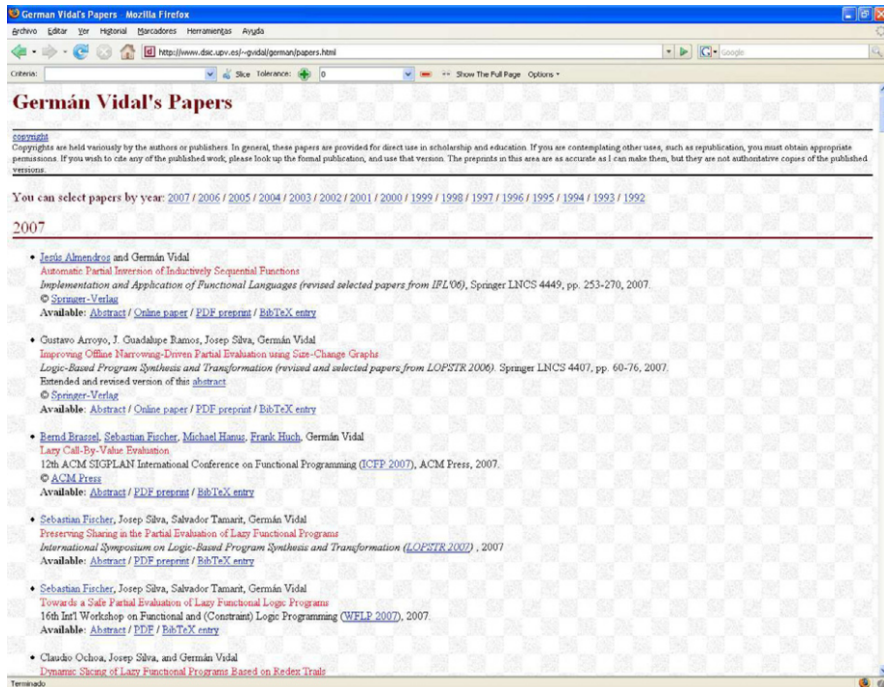 German Vidal's Papers - Mozilla Firefox
Archivo Editar Ver Historial Marcadores Herramientas Ayuda
http://www.dsic.upv.es/~gvidal/german/papers.html
Google
Criteria: Slice Tolerance: 0 Show The Full Page Options
Germán Vidal's Papers
copyright
Copyrights are held variously by the authors or publishers. In general, these papers are provided for direct use in scholarship and education. If you are contemplating other uses, such as republication, you must obtain appropriate
permissions. If you wish to cite any of the published work, please look up the formal publication, and use that version. The preprints in this area are as accurate as I can make them, but they are not authoritative copies of the published
versions.
You can select papers by year: 2007 / 2006 / 2005 / 2004 / 2003 / 2002 / 2001 / 2000 / 1999 / 1998 / 1997 / 1996 / 1995 / 1994 / 1993 / 1992
2007
• Jesús Almendros and Germán Vidal
Automatic Partial Inversion of Inductively Sequential Functions
Implementation and Application of Functional Languages (revised selected papers from IFL'06), Springer LNCS 4449, pp. 253-270, 2007.
© Springer-Verlag
Available: Abstract / Online paper / PDF preprint / BibTeX entry
• Gustavo Arroyo, J. Guadalupe Ramos, Josep Silva, Germán Vidal
Improving Offline Narrowing-Driven Partial Evaluation using Size-Change Graphs
Logic-Based Program Synthesis and Transformation (revised and selected papers from LOPSTR 2006). Springer LNCS 4407, pp. 60-76, 2007.
Extended and revised version of this abstract
© Springer-Verlag
Available: Abstract / Online paper / PDF preprint / BibTeX entry
• Bernd Brassel, Sebastian Fischer, Michael Hanus, Frank Huch, Germán Vidal
Lazy Call-By-Value Evaluation
12th ACM SIGPLAN International Conference on Functional Programming (ICFP 2007), ACM Press, 2007.
© ACM Press
Available: Abstract / PDF preprint / BibTeX entry
• Sebastian Fischer, Josep Silva, Salvador Tamarit, Germán Vidal
Preserving Sharing in the Partial Evaluation of Lazy Functional Programs
International Symposium on Logic-Based Program Synthesis and Transformation (LOPSTR 2007) , 2007
Available: Abstract / PDF preprint / BibTeX entry
• Sebastian Fischer, Josep Silva, Salvador Tamarit, Germán Vidal
Towards a Safe Partial Evaluation of Lazy Functional Logic Programs
16th Int'l Workshop on Functional and (Constraint) Logic Programming (WFLP 2007), 2007.
Available: Abstract / PDF / BibTeX entry
• Claudio Ochoa, Josep Silva, and Germán Vidal
Dynamic Slicing of Lazy Functional Programs Based on Redex Trails
Terminado